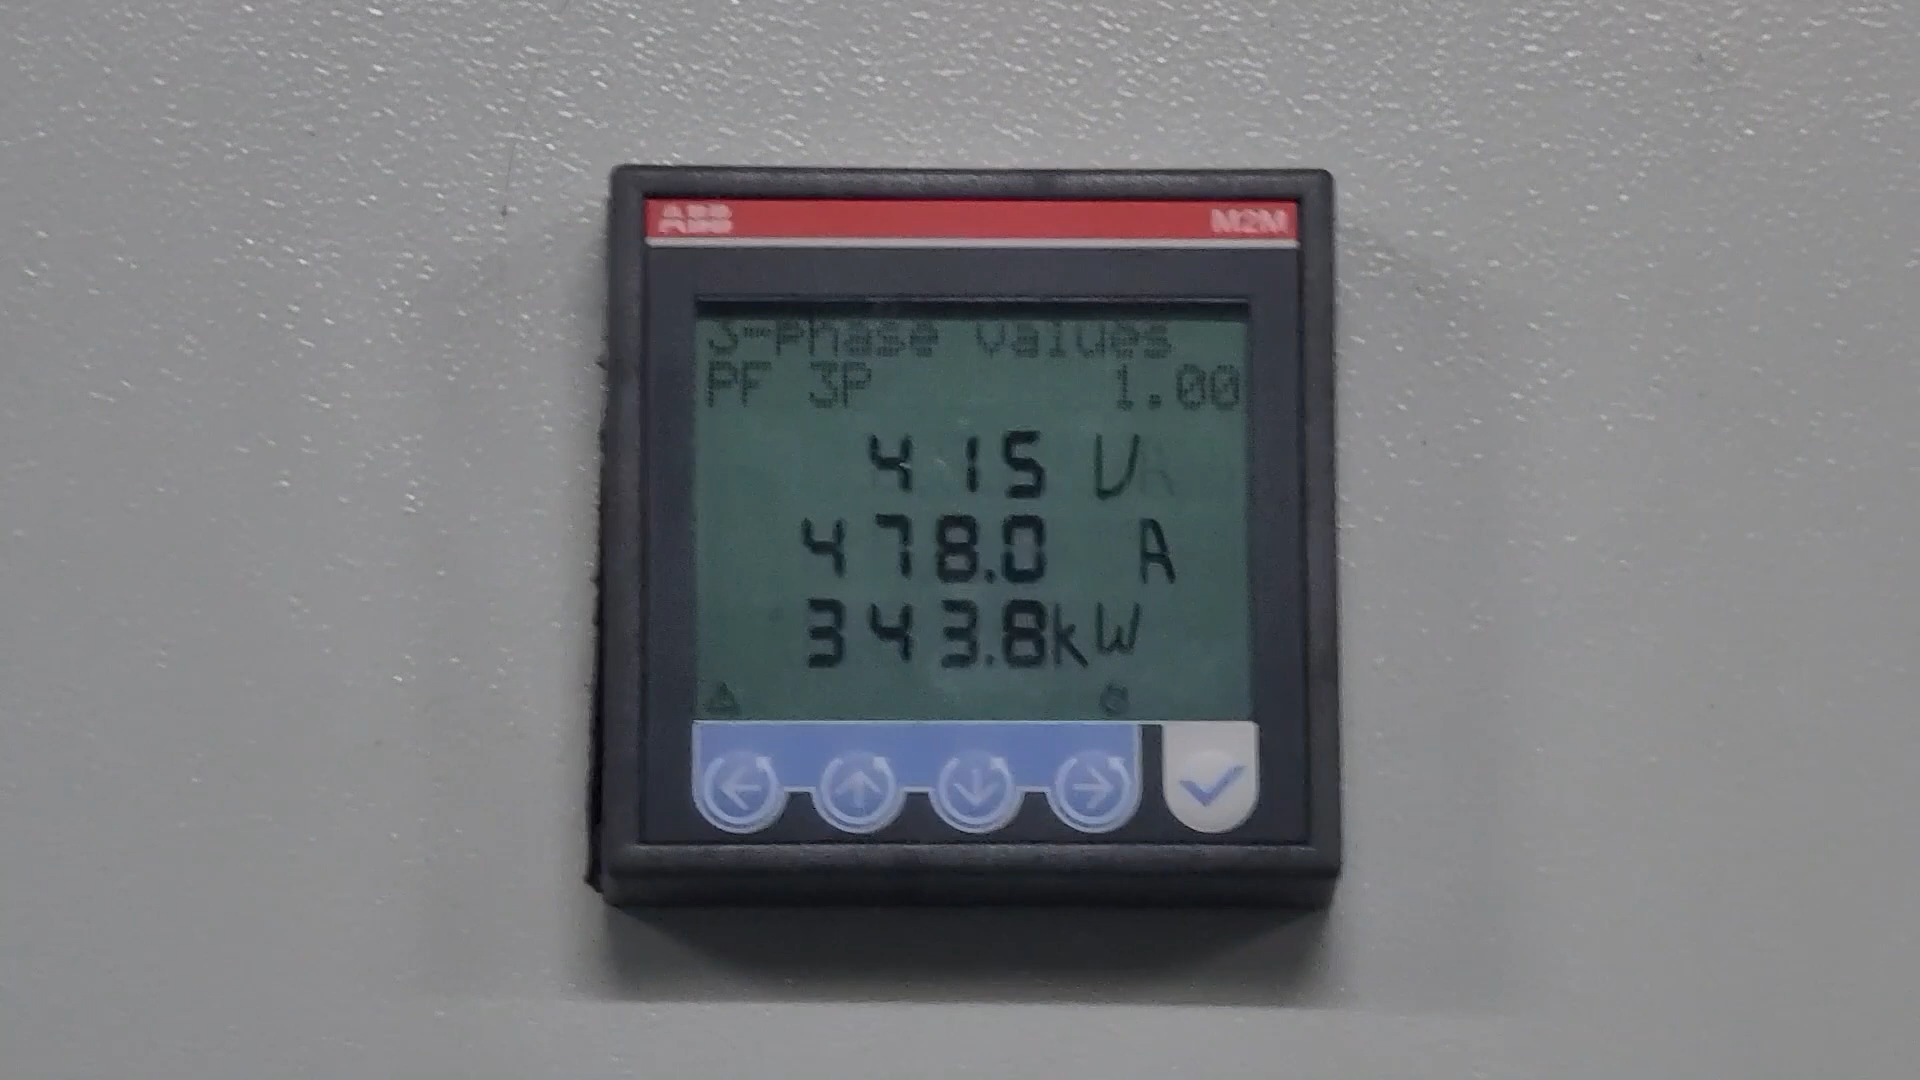 ABB M2M
3-phase values
PF 3P 1.00
415 V
478.0 A
343.8kW